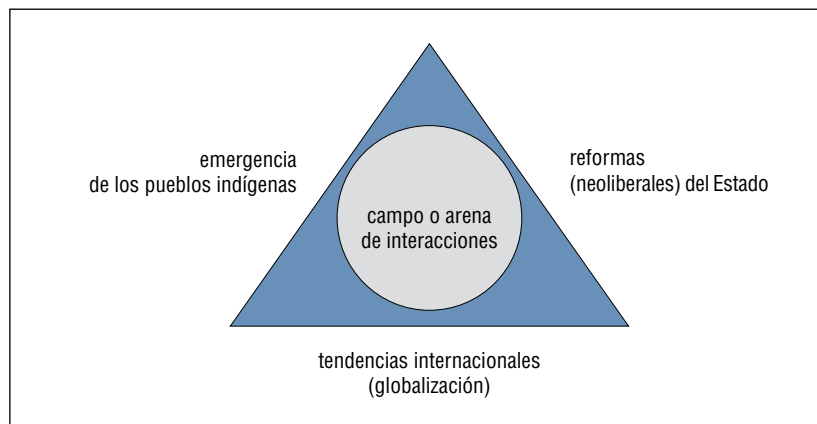 emergencia
de los pueblos indígenas
reformas
(neoliberales) del Estado
campo o arena
de interacciones
tendencias internacionales
(globalización)